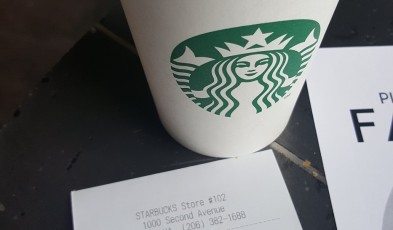 STARBUCKS Store #102
1000 Second Avenue
(206) 382-1688